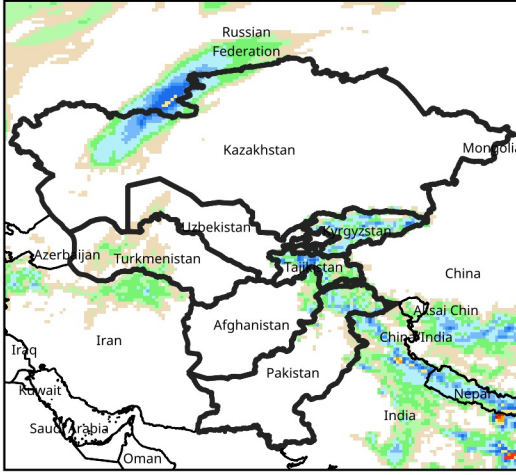 Russian
Federation
Kazakhstan
Mongolia
Uzbekistan
Kyrgyzstan
Azerbaijan
Turkmenistan
Tajikistan
China
Aksai Chin
Afghanistan
China/India
Iran
Iraq
Pakistan
Kuwait
Nepal
India
Saudi Arabia
Oman